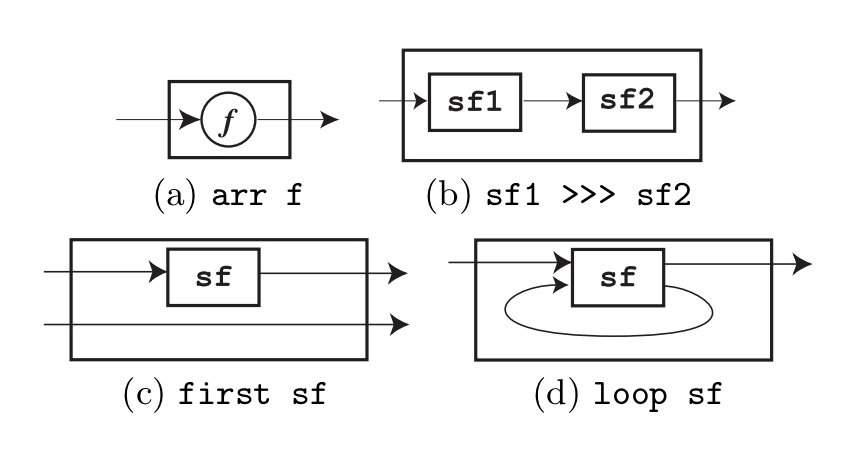 f
sf1 sf2
(a) arr f
(b) sf1 >>> sf2
sf
sf
(c) first sf
(d) loop sf